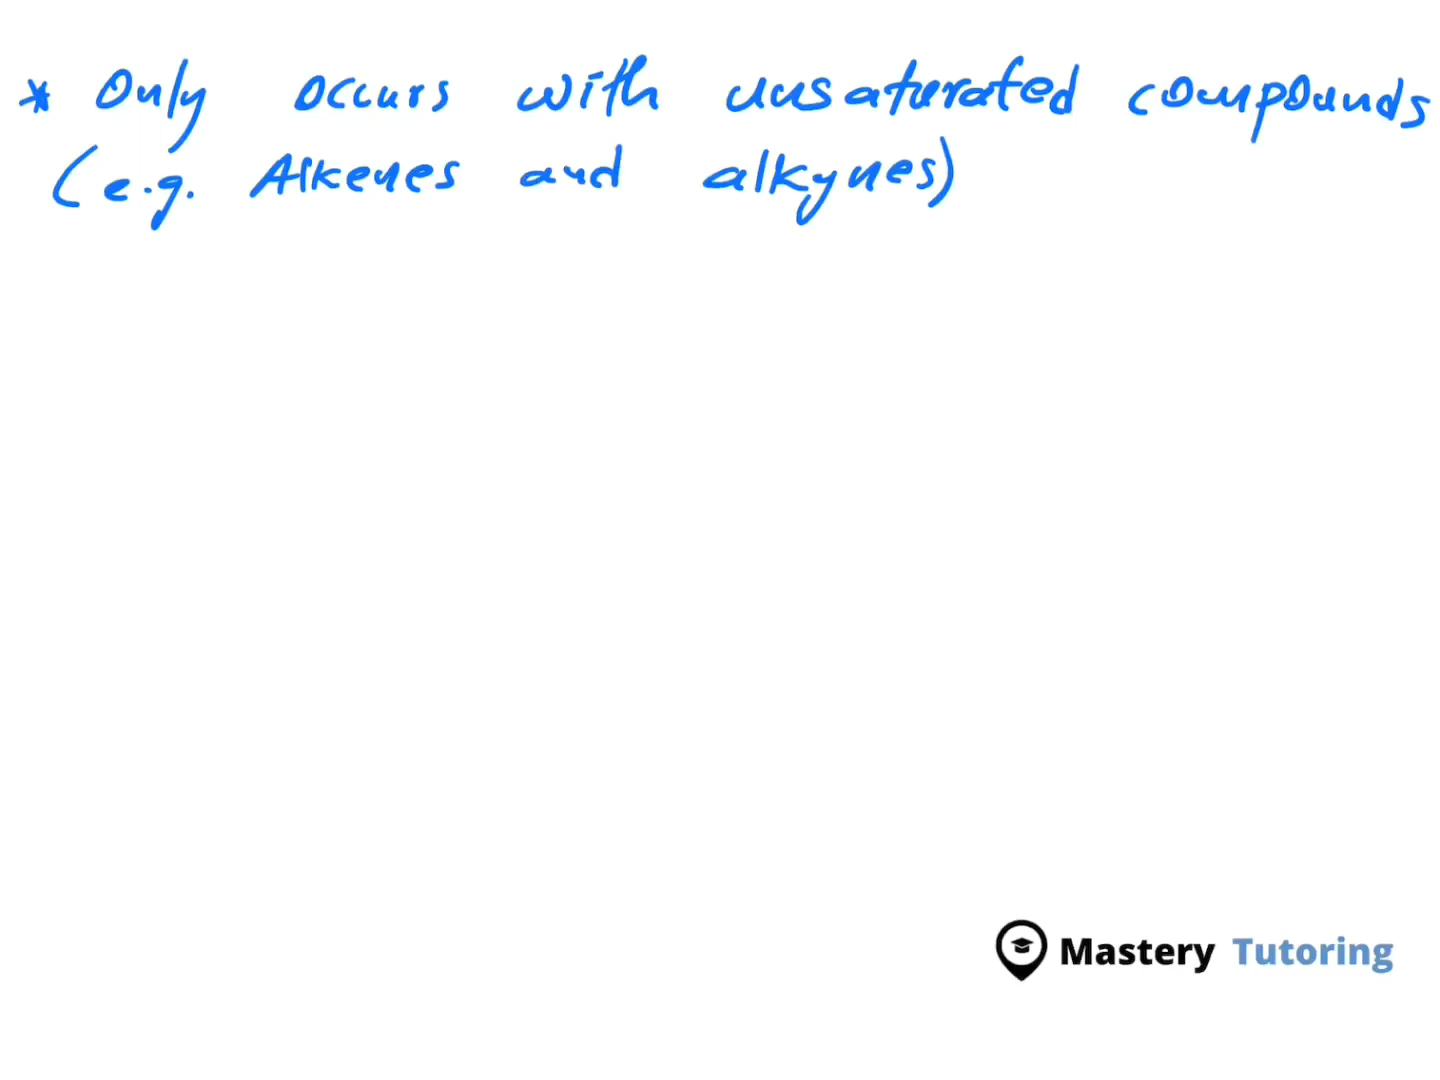 * Only occurs with unsaturated compounds
(e.g. Alkenes and alkynes)
Mastery Tutoring